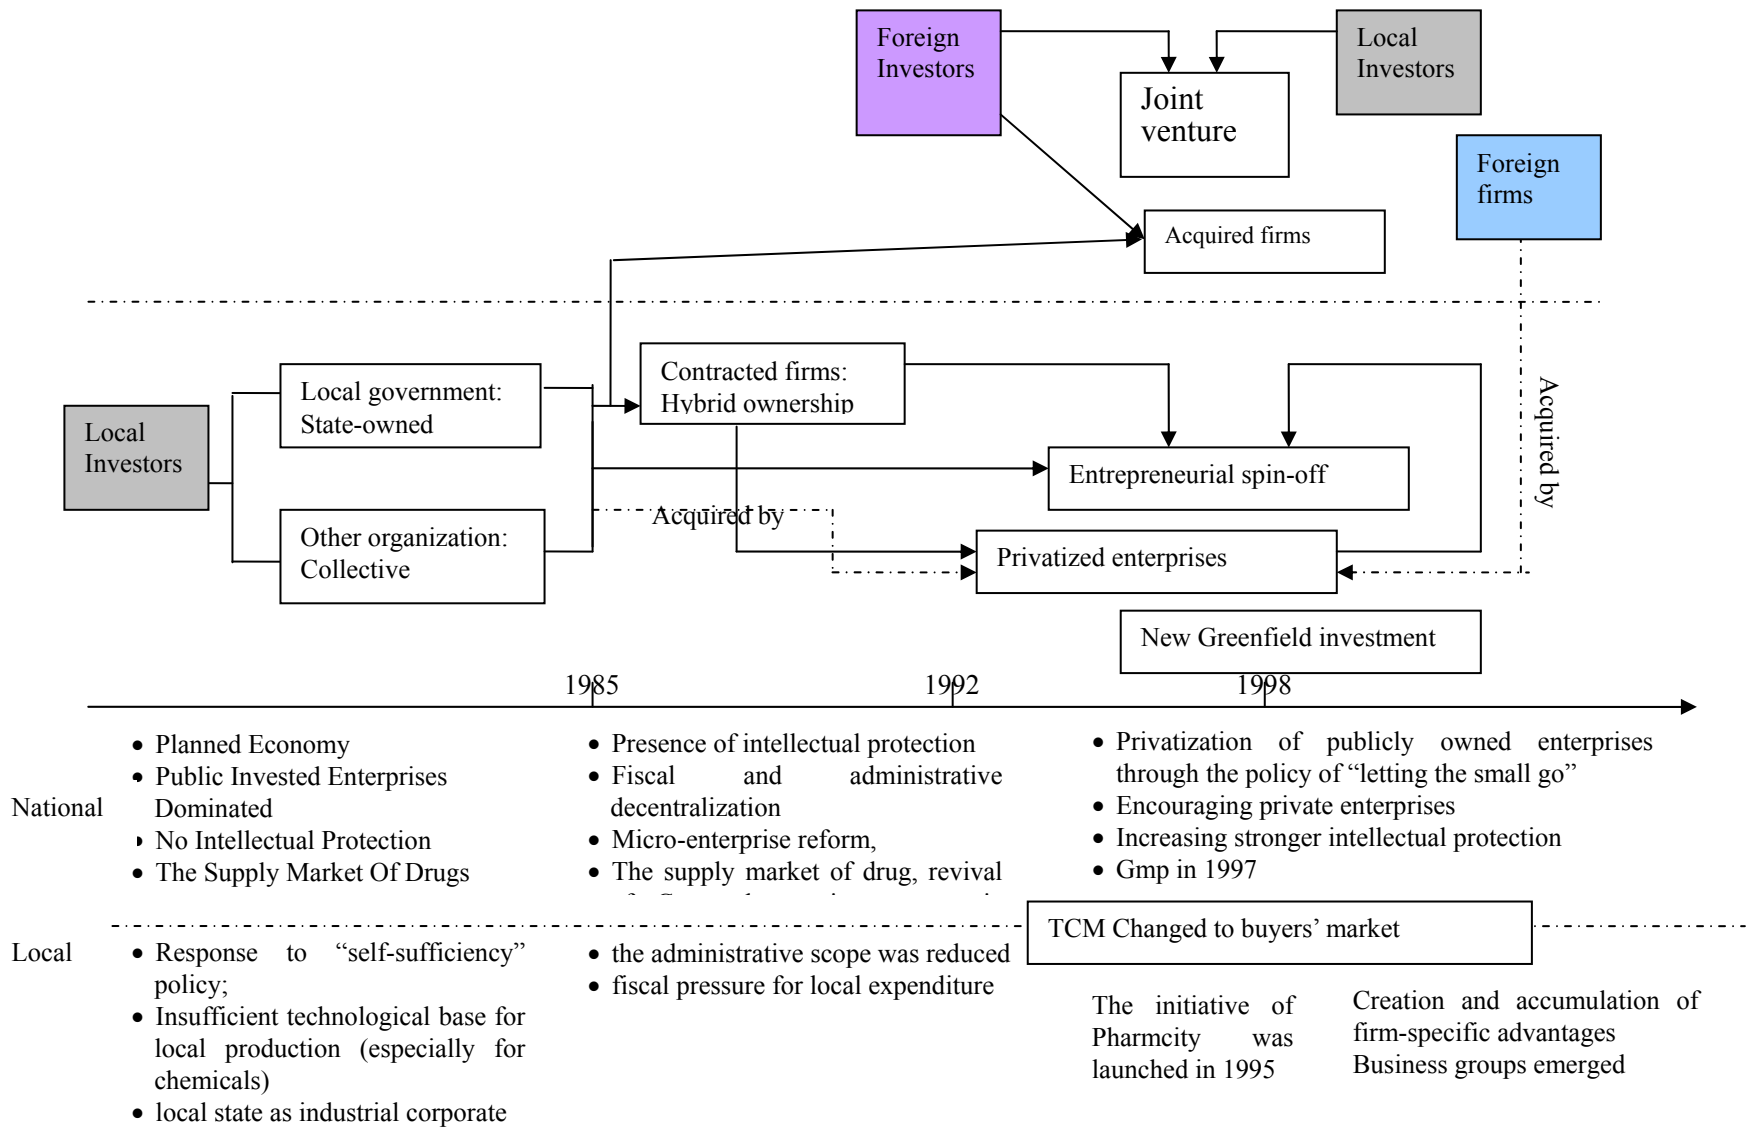 Foreign
Investors
Local
Investors
Joint
venture
Foreign
firms
Acquired firms
Contracted firms:
Hybrid ownership
Local government:
State-owned
Local
Investors
Acquired by
Entrepreneurial spin-off
Acquired by
Other organization:
Collective
Privatized enterprises
New Greenfield investment
1985
1992
1998
National
• Planned Economy
• Public Invested Enterprises
Dominated
• No Intellectual Protection
• The Supply Market Of Drugs
• Presence of intellectual protection
• Fiscal and administrative
decentralization
• Micro-enterprise reform,
• The supply market of drug, revival
• Privatization of publicly owned enterprises
through the policy of “letting the small go”
• Encouraging private enterprises
• Increasing stronger intellectual protection
• Gmp in 1997
TCM Changed to buyers’ market
Local
• Response to “self-sufficiency”
policy;
• Insufficient technological base for
local production (especially for
chemicals)
• local state as industrial corporate
• the administrative scope was reduced
• fiscal pressure for local expenditure
The initiative of
Pharmcity was
launched in 1995
Creation and accumulation of
firm-specific advantages
Business groups emerged